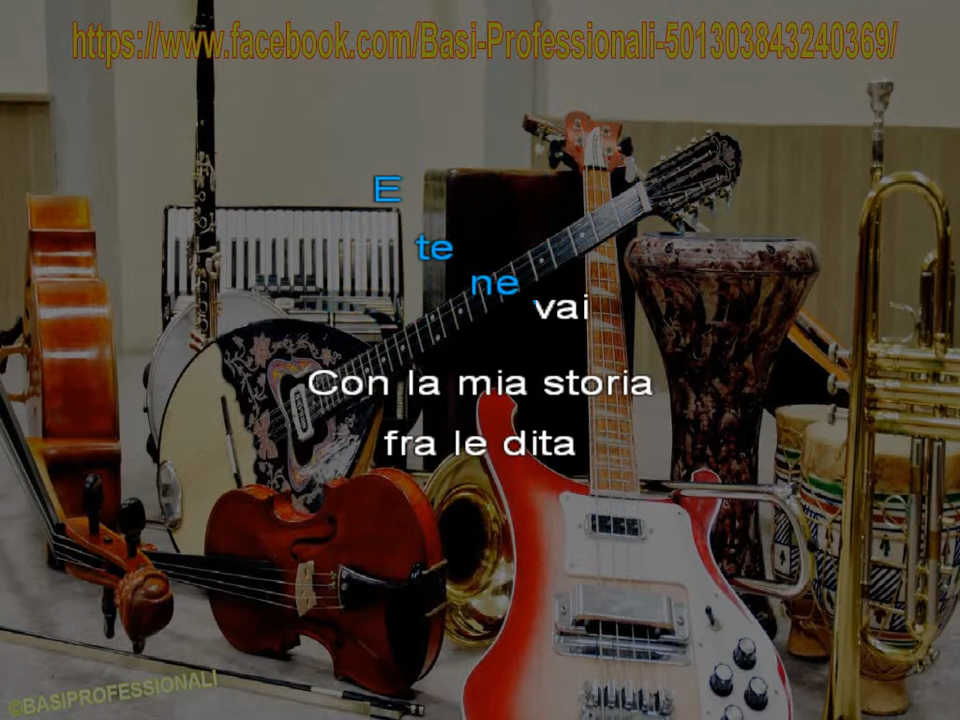 https://www.facebook.com/Basi-Professionali-501303843240369/
E
te
ne
vai
Con la mia storia
fra le dita
©BASIPROFESSIONALI